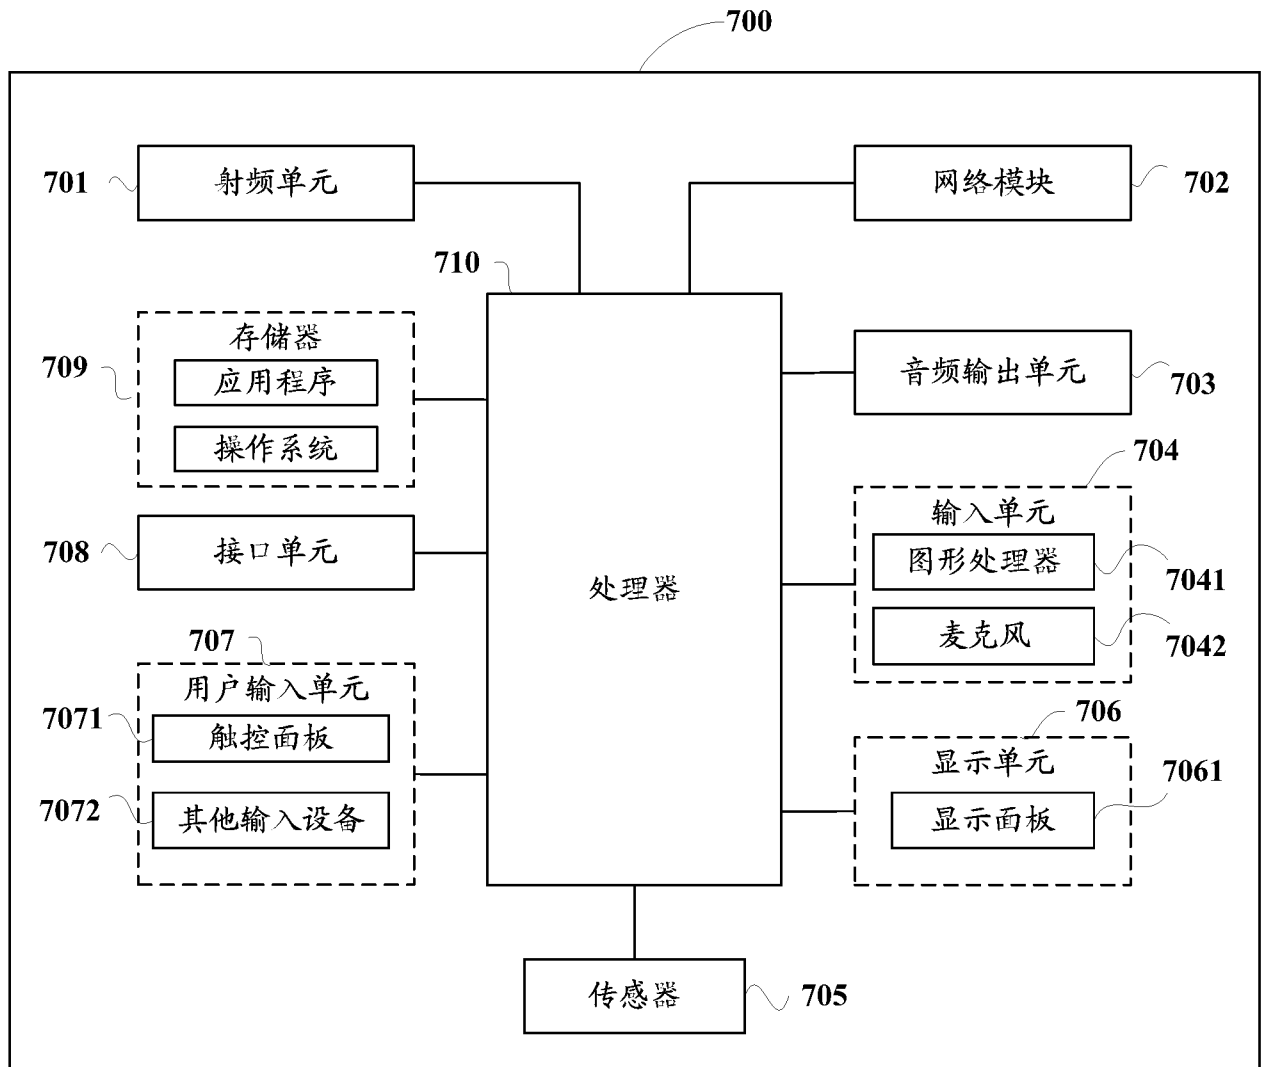 700
701
射频单元
网络模块
702
710
709
存储器
应用程序
操作系统
音频输出单元
703
704
输入单元
图形处理器
7041
麦克风
7042
708
接口单元
处理器
707
用户输入单元
7071
触控面板
7072
其他输入设备
706
显示单元
显示面板
7061
传感器
705